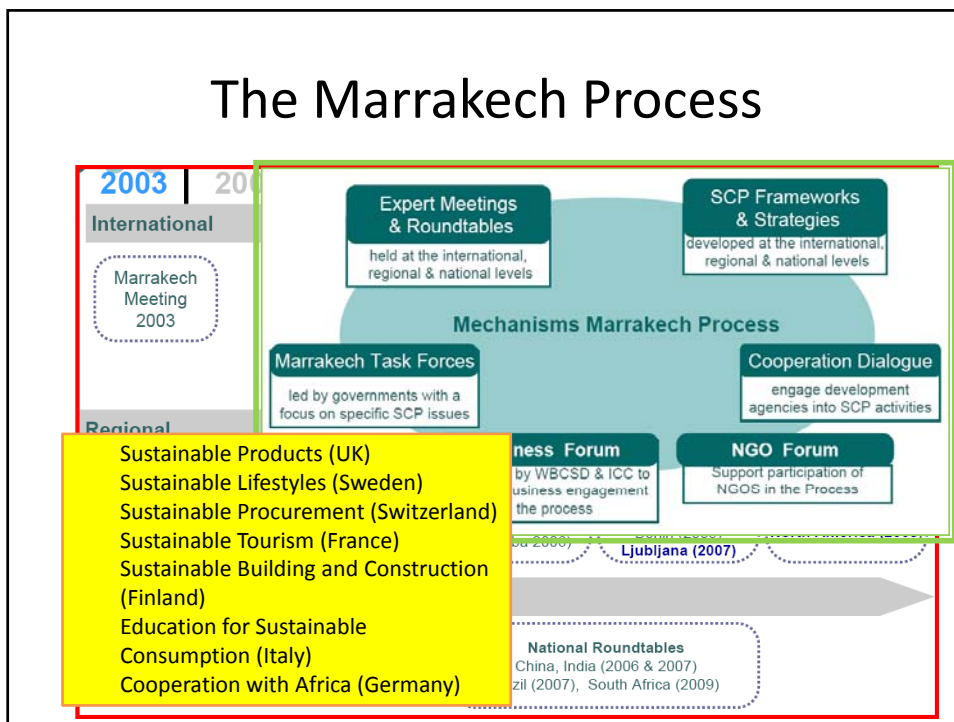 The Marrakech Process
2003
International
Marrakech
Meeting
2003
Expert Meetings
& Roundtables
held at the international,
regional & national levels
SCP Frameworks
& Strategies
developed at the international,
regional & national levels
Mechanisms Marrakech Process
Marrakech Task Forces
led by governments with a
focus on specific SCP issues
Cooperation Dialogue
engage development
agencies into SCP activities
Forum
by WBCSD & ICC to
engagement
the process
NGO Forum
Support participation of
NGOS in the Process
Regional
Sustainable Products (UK)
Sustainable Lifestyles (Sweden)
Sustainable Procurement (Switzerland)
Sustainable Tourism (France)
Sustainable Building and Construction
(Finland)
Education for Sustainable
Consumption (Italy)
Cooperation with Africa (Germany)
Ljubljana (2007)
National Roundtables
China, India (2006 & 2007)
(2007), South Africa (2009)